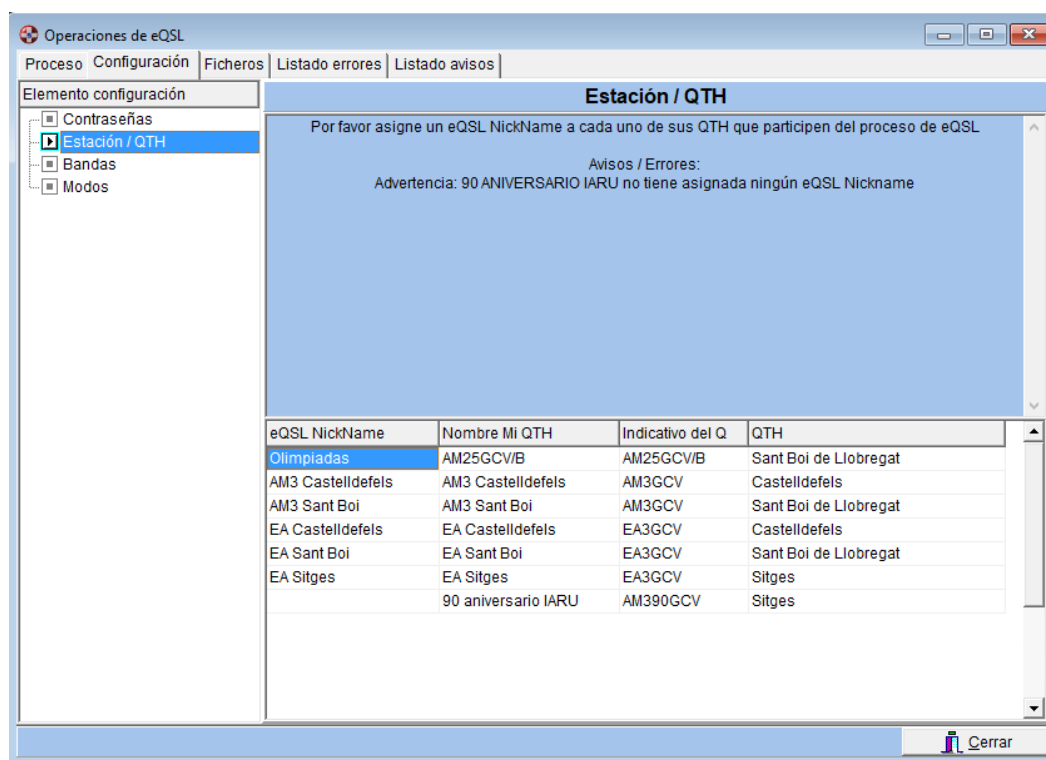 Operaciones de eQSL
Proceso Configuración Ficheros Listado errores Listado avisos
Elemento configuración
Contraseñas
Estación / QTH
Bandas
Modos
Estación / QTH
Por favor asigne un eQSL NickName a cada uno de sus QTH que participen del proceso de eQSL
Avisos / Errores:
Advertencia: 90 ANIVERSARIO IARU no tiene asignada ningún eQSL Nickname
eQSL NickName Nombre Mi QTH Indicativo del Q QTH
Olimpiadas AM25GCV/B AM25GCV/B Sant Boi de Llobregat
AM3 Castelldefels AM3 Castelldefels AM3GCV Castelldefels
AM3 Sant Boi AM3 Sant Boi AM3GCV Sant Boi de Llobregat
EA Castelldefels EA Castelldefels EA3GCV Castelldefels
EA Sant Boi EA Sant Boi EA3GCV Sant Boi de Llobregat
EA Sitges EA Sitges EA3GCV Sitges
90 aniversario IARU AM390GCV Sitges
Cerrar